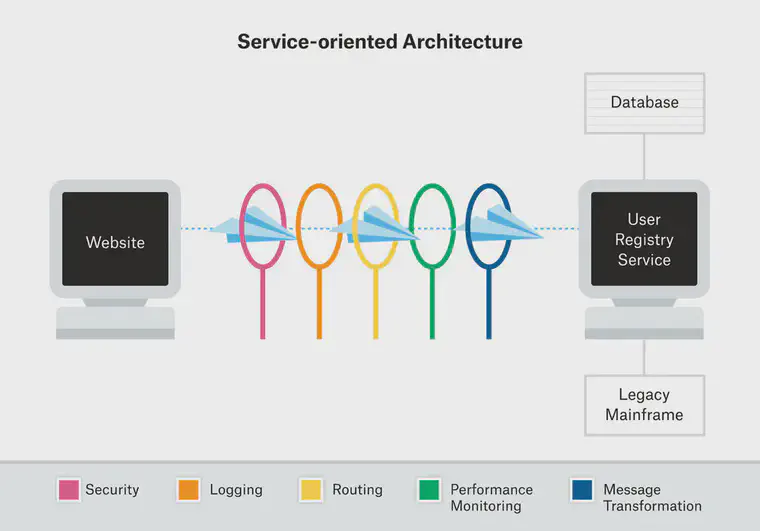 Service-oriented Architecture
Database
Website
User
Registry
Service
Legacy
Mainframe
Security
Logging
Routing
Performance
Monitoring
Message
Transformation